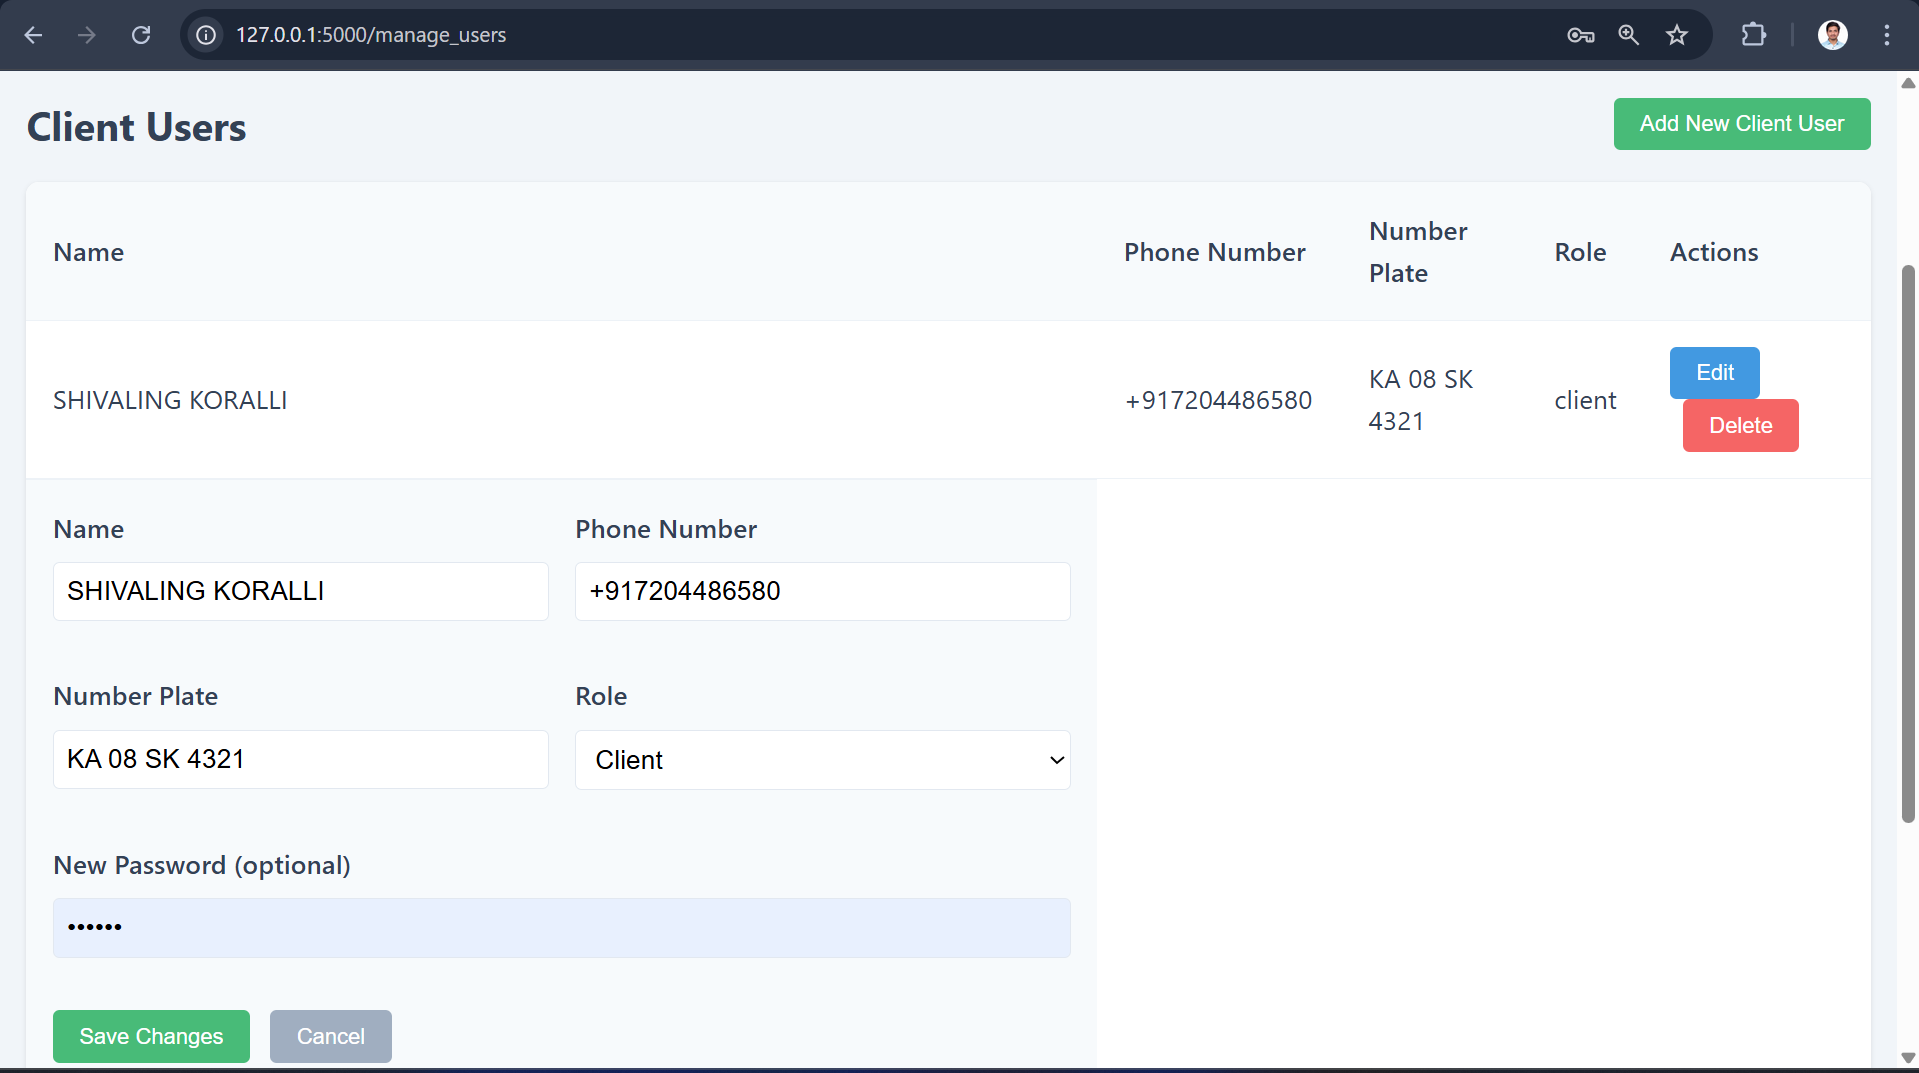 127.0.0.1:5000/manage_users
Client Users
Add New Client User
Name
Phone Number
Number Plate
Role
Actions
SHIVALING KORALLI
+917204486580
KA 08 SK 4321
client
Edit
Delete
Name
Phone Number
SHIVALING KORALLI
+917204486580
Number Plate
Role
KA 08 SK 4321
Client
New Password (optional)
••••••
Save Changes
Cancel